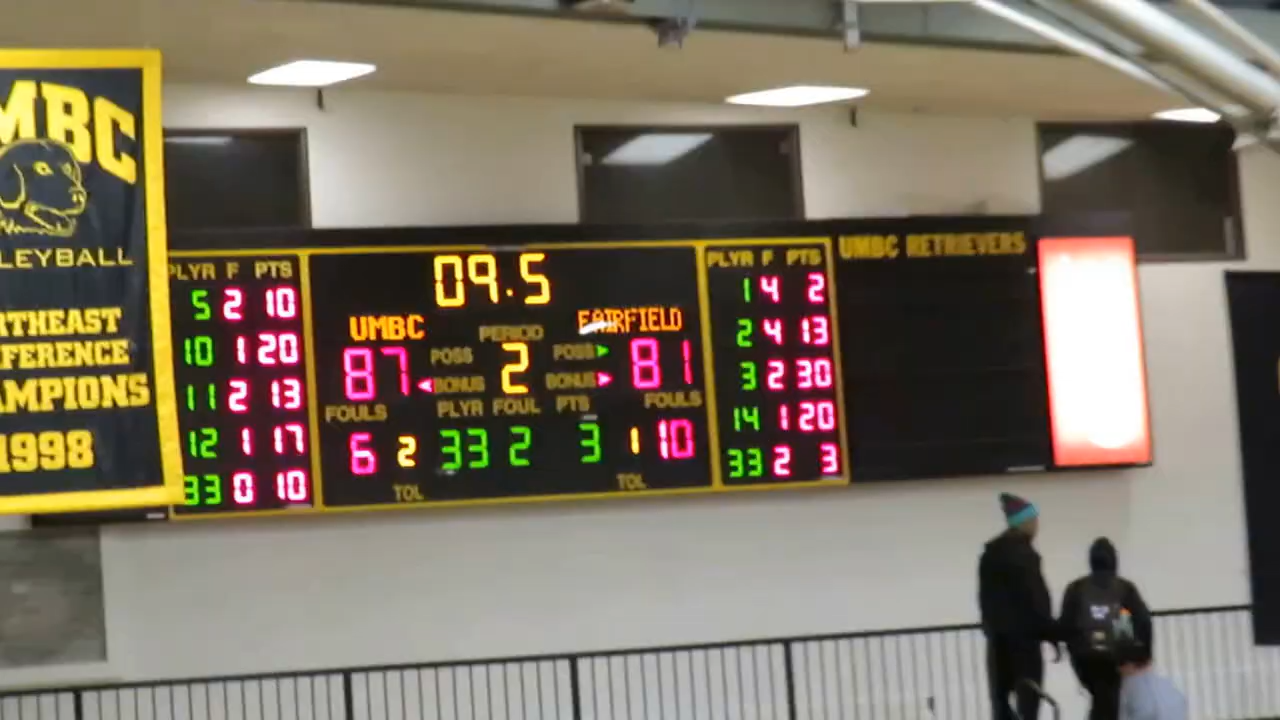 MBC
LEYBALL
RTHEAST
FERENCE
AMPIONS
1998
PLYR F PTS
5 2 10
10 1 20
11 2 13
12 1 17
33 0 10
09.5
UMBC PERIOD FAIRFIELD
87 POSS 2 POSS 81
BONUS BONUS
FOULS PLYR FOUL PTS FOULS
6 2 33 2 3 1 10
TOL TOL
PLYR F PTS
1 4 2
2 4 13
3 2 30
14 1 20
33 2 3
UMBC RETRIEVERS